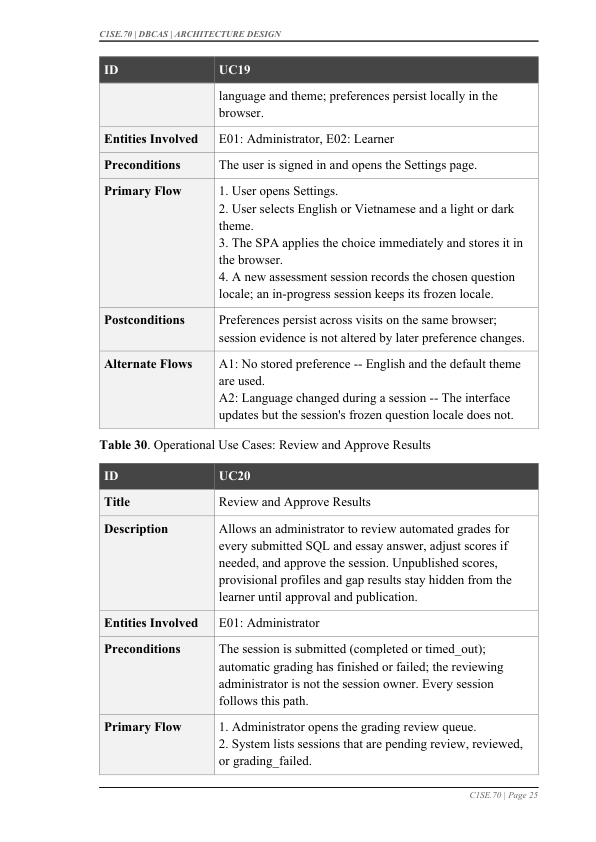 C1SE.70 | DBCAS | ARCHITECTURE DESIGN
ID UC19
language and theme; preferences persist locally in the
browser.
Entities Involved E01: Administrator, E02: Learner
Preconditions The user is signed in and opens the Settings page.
Primary Flow 1. User opens Settings.
2. User selects English or Vietnamese and a light or dark
theme.
3. The SPA applies the choice immediately and stores it in
the browser.
4. A new assessment session records the chosen question
locale; an in-progress session keeps its frozen locale.
Postconditions Preferences persist across visits on the same browser;
session evidence is not altered by later preference changes.
Alternate Flows A1: No stored preference -- English and the default theme
are used.
A2: Language changed during a session -- The interface
updates but the session's frozen question locale does not.
Table 30. Operational Use Cases: Review and Approve Results
ID UC20
Title Review and Approve Results
Description Allows an administrator to review automated grades for
every submitted SQL and essay answer, adjust scores if
needed, and approve the session. Unpublished scores,
provisional profiles and gap results stay hidden from the
learner until approval and publication.
Entities Involved E01: Administrator
Preconditions The session is submitted (completed or timed_out);
automatic grading has finished or failed; the reviewing
administrator is not the session owner. Every session
follows this path.
Primary Flow 1. Administrator opens the grading review queue.
2. System lists sessions that are pending review, reviewed,
or grading_failed.
C1SE.70 | Page 25